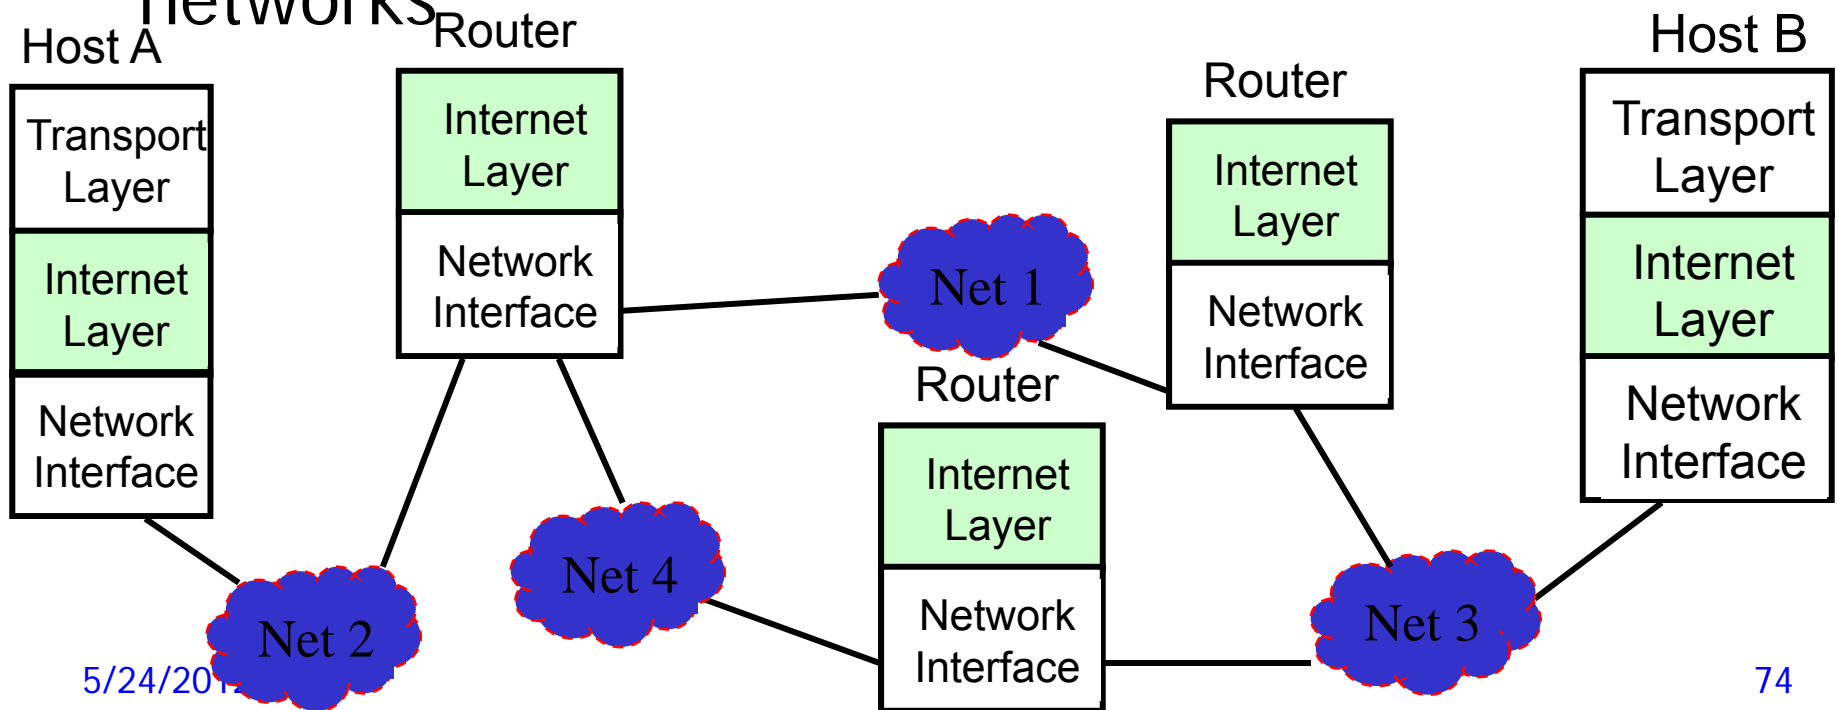 networks
Host A
Router
Host B
Router
Transport
Layer
Internet
Layer
Network
Interface
Internet
Layer
Network
Interface
Net 1
Internet
Layer
Network
Interface
Transport
Layer
Internet
Layer
Network
Interface
Router
Internet
Layer
Network
Interface
Net 2
Net 4
Net 3
74